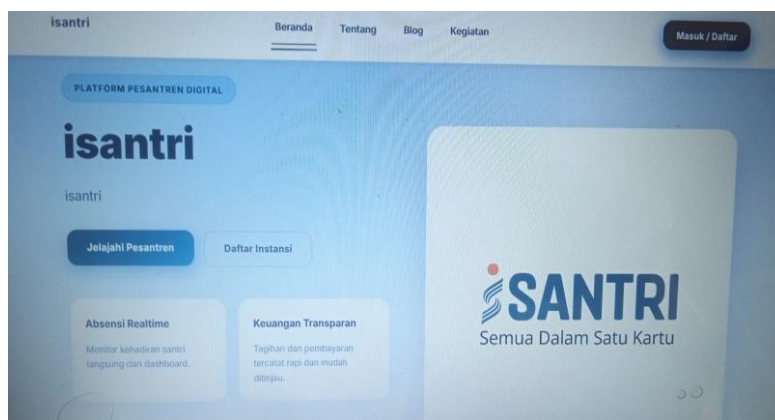 isantri
Beranda
Tentang
Blog
Kegiatan
Masuk / Daftar
PLATFORM PESANTREN DIGITAL
isantri
isantri
Jelajahi Pesantren
Daftar Instansi
Absensi Realtime
Monitor kehadiran santri
langsung dari dashboard.
Keuangan Transparan
Tagihan dan pembayaran
tercatat rapi dan mudah
ditinjau.
iSANTRI
Semua Dalam Satu Kartu